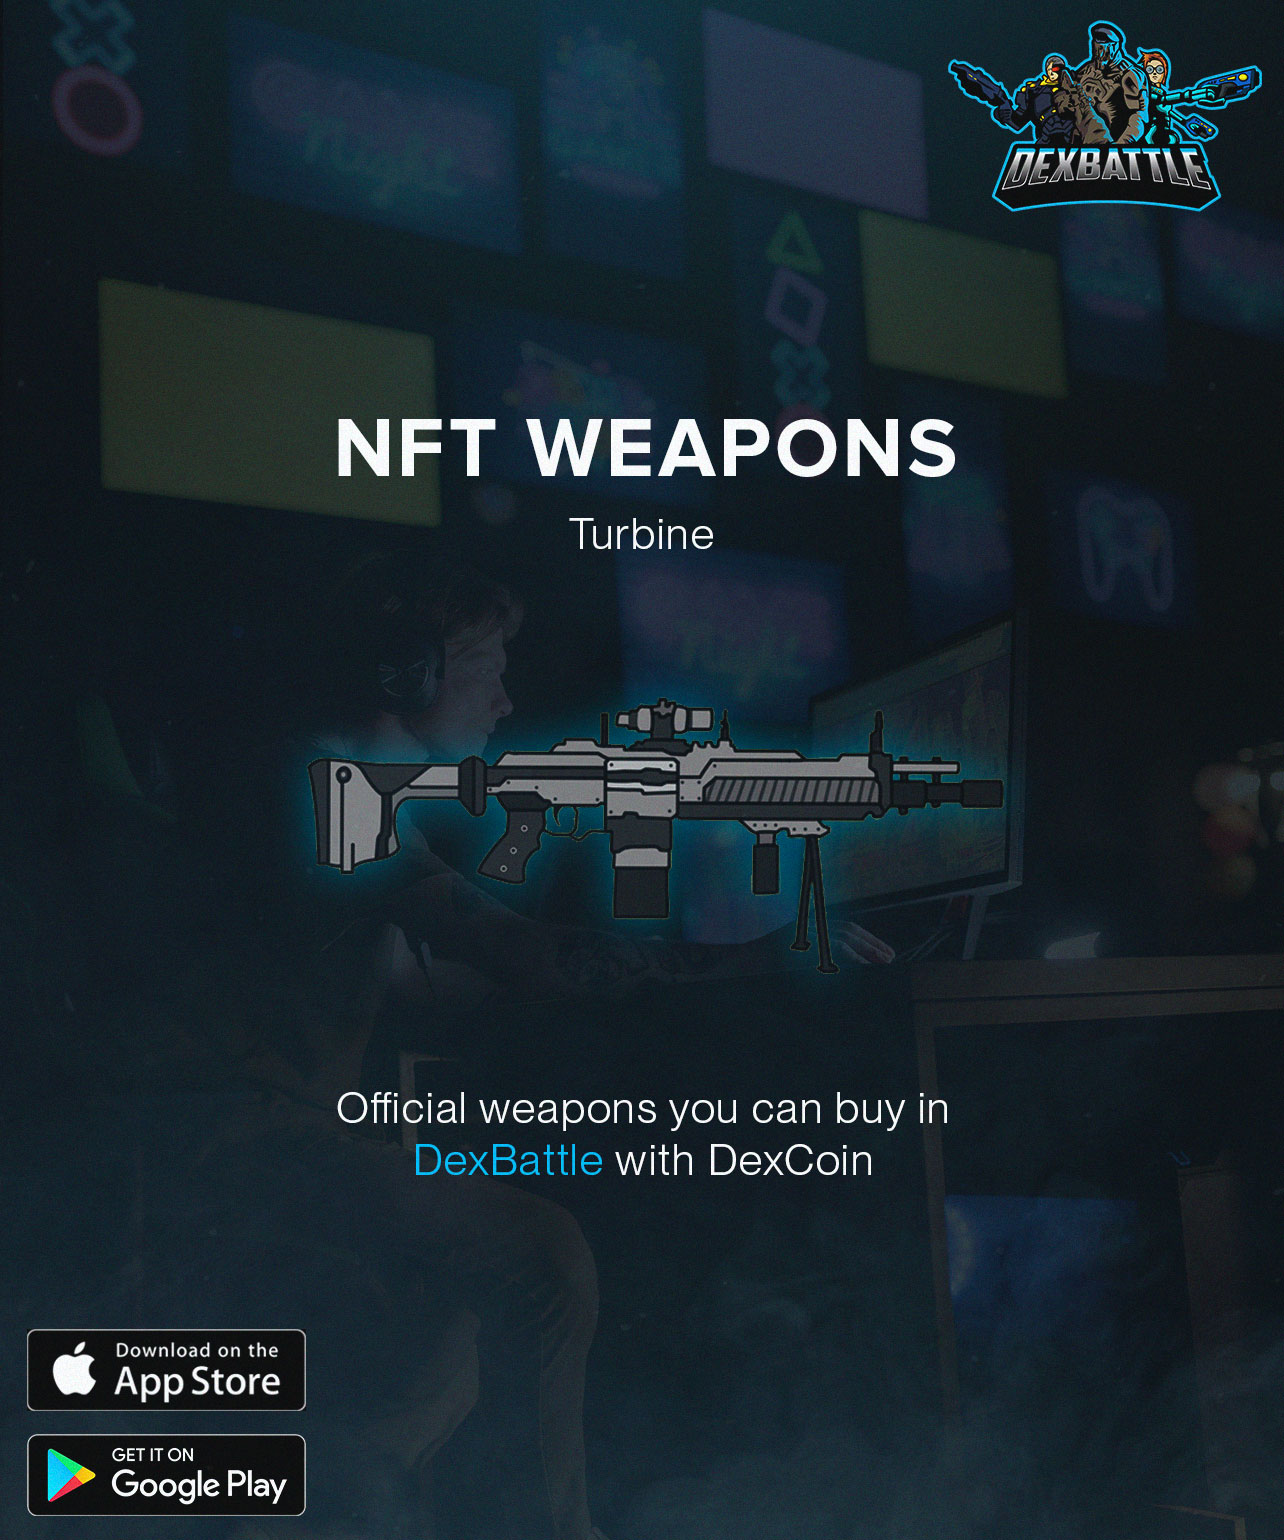 DEXBATTLE
NFT WEAPONS
Turbine
Official weapons you can buy in
DexBattle with DexCoin
Download on the
App Store
GET IT ON
Google Play